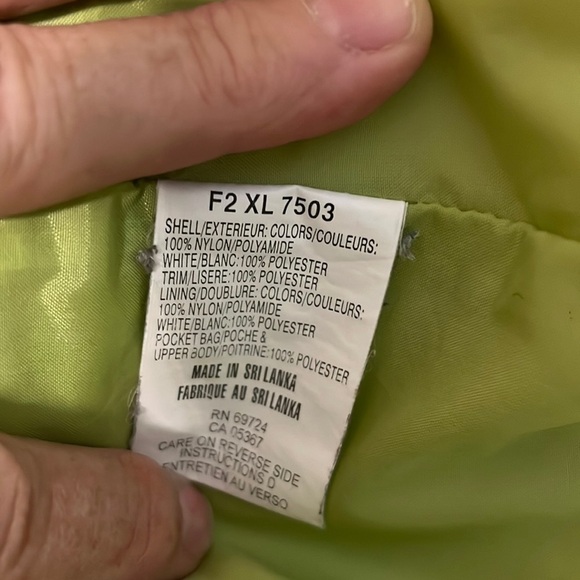 F2 XL 7503
SHELL/EXTERIEUR: COLORS/COULEURS:
100% NYLON/POLYAMIDE
WHITE/BLANC:100% POLYESTER
TRIM/LISERE:100% POLYESTER
LINING/DOUBLURE: COLORS/COULEURS:
100% NYLON/POLYAMIDE
WHITE/BLANC:100% POLYESTER
POCKET BAG/POCHE &
UPPER BODY/POITRINE:100% POLYESTER
MADE IN SRI LANKA
FABRIQUE AU SRI LANKA
RN 69724
CA 05367
CARE ON REVERSE SIDE
INSTRUCTIONS D
ENTRETIEN AU VERSO